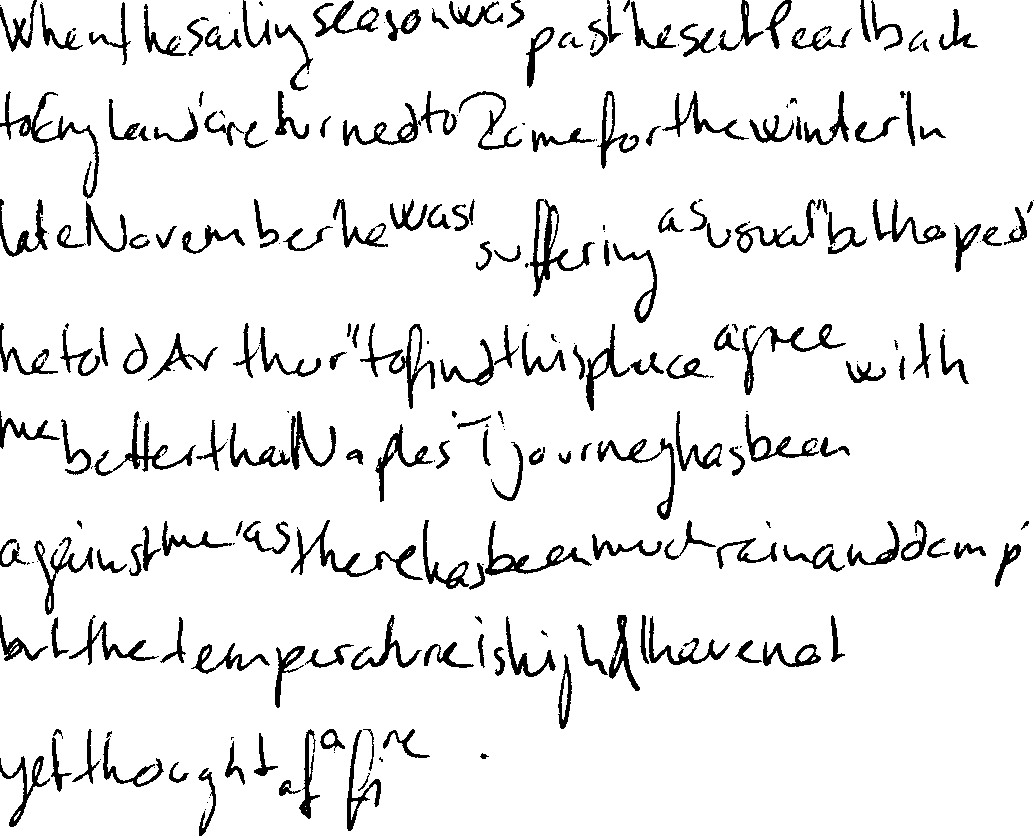 When the sailing season was past he sent Pearl back
to England & returned to Rome for the winter In
late November he was suffering as usual" but hoped
he told Arthur "to find this place agree with
me better than Naples T journey has been
against me as there has been much rain and damp
but the temperature is high & I have not
yet thought of a fire .